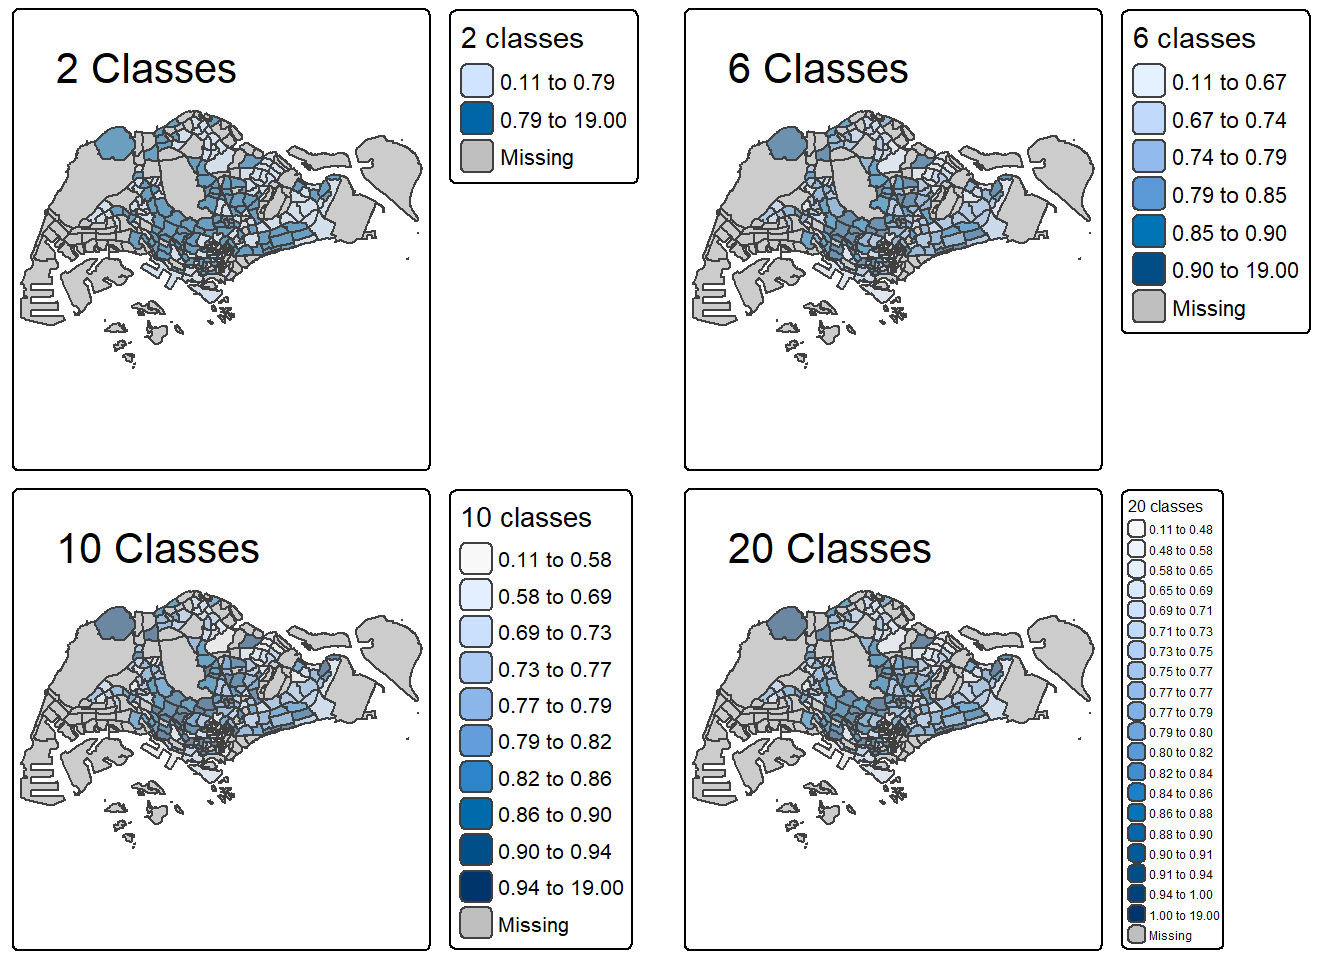 2 Classes
2 classes
0.11 to 0.79
0.79 to 19.00
Missing
6 Classes
6 classes
0.11 to 0.67
0.67 to 0.74
0.74 to 0.79
0.79 to 0.85
0.85 to 0.90
0.90 to 19.00
Missing
10 Classes
10 classes
0.11 to 0.58
0.58 to 0.69
0.69 to 0.73
0.73 to 0.77
0.77 to 0.79
0.79 to 0.82
0.82 to 0.86
0.86 to 0.90
0.90 to 0.94
0.94 to 19.00
Missing
20 Classes
20 classes
0.11 to 0.48
0.48 to 0.58
0.58 to 0.65
0.65 to 0.69
0.69 to 0.71
0.71 to 0.73
0.73 to 0.75
0.75 to 0.77
0.77 to 0.77
0.77 to 0.79
0.79 to 0.80
0.80 to 0.82
0.82 to 0.84
0.84 to 0.86
0.86 to 0.88
0.88 to 0.90
0.90 to 0.91
0.91 to 0.94
0.94 to 1.00
1.00 to 19.00
Missing